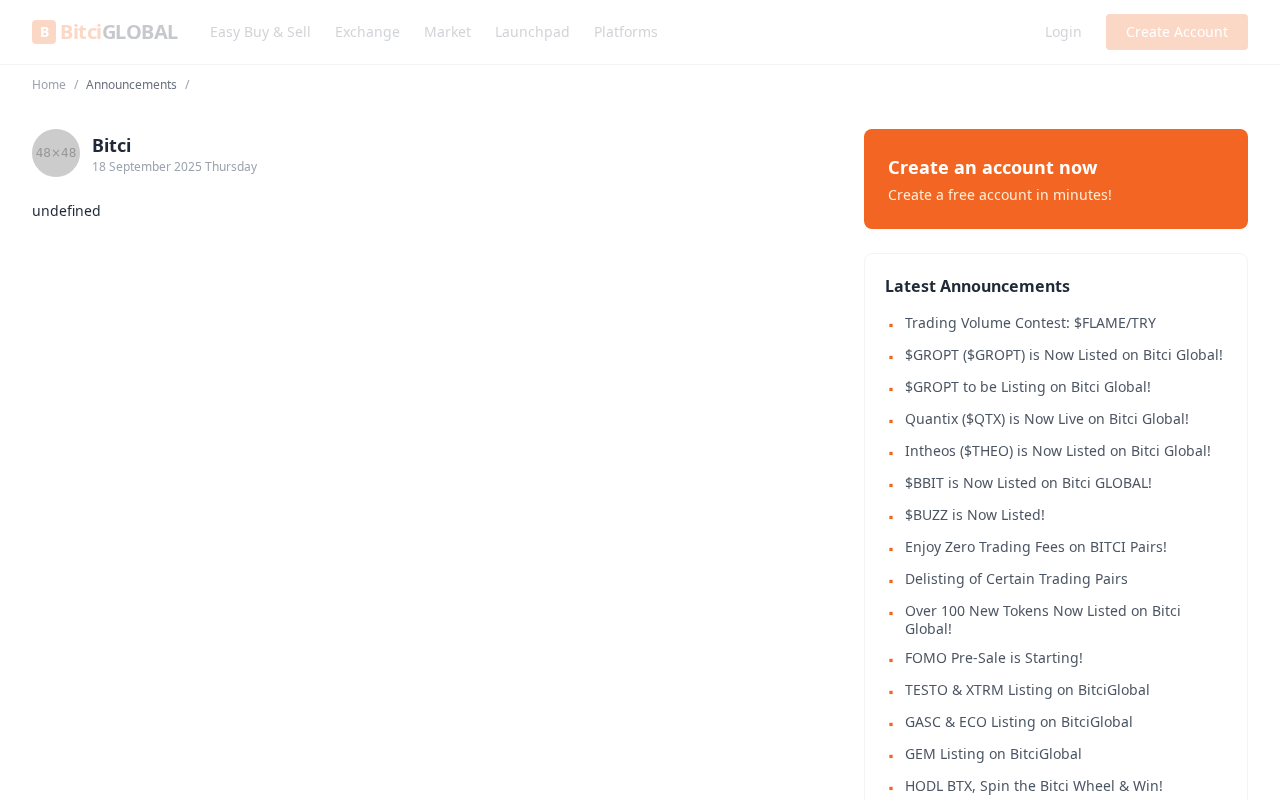 B BitciGLOBAL Easy Buy & Sell Exchange Market Launchpad Platforms Login Create Account
Home / Announcements /
48×48
Bitci
18 September 2025 Thursday
undefined
Create an account now
Create a free account in minutes!
Latest Announcements
Trading Volume Contest: $FLAME/TRY
$GROPT ($GROPT) is Now Listed on Bitci Global!
$GROPT to be Listing on Bitci Global!
Quantix ($QTX) is Now Live on Bitci Global!
Intheos ($THEO) is Now Listed on Bitci Global!
$BBIT is Now Listed on Bitci GLOBAL!
$BUZZ is Now Listed!
Enjoy Zero Trading Fees on BITCI Pairs!
Delisting of Certain Trading Pairs
Over 100 New Tokens Now Listed on Bitci
Global!
FOMO Pre-Sale is Starting!
TESTO & XTRM Listing on BitciGlobal
GASC & ECO Listing on BitciGlobal
GEM Listing on BitciGlobal
HODL BTX, Spin the Bitci Wheel & Win!